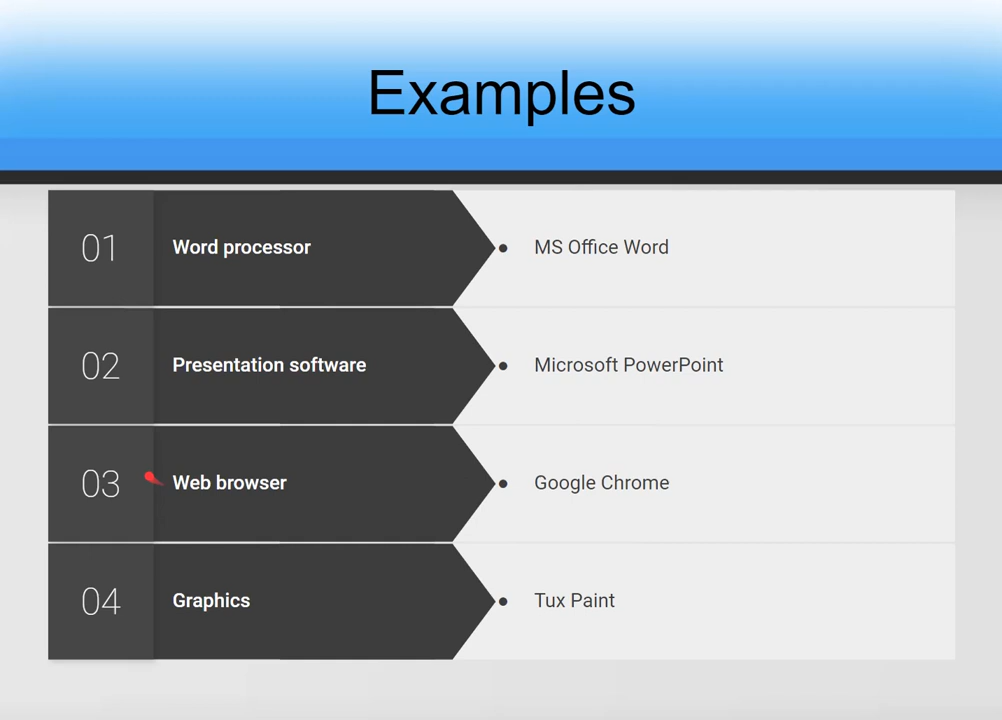 Examples
01 Word processor • MS Office Word
02 Presentation software • Microsoft PowerPoint
03 Web browser • Google Chrome
04 Graphics • Tux Paint